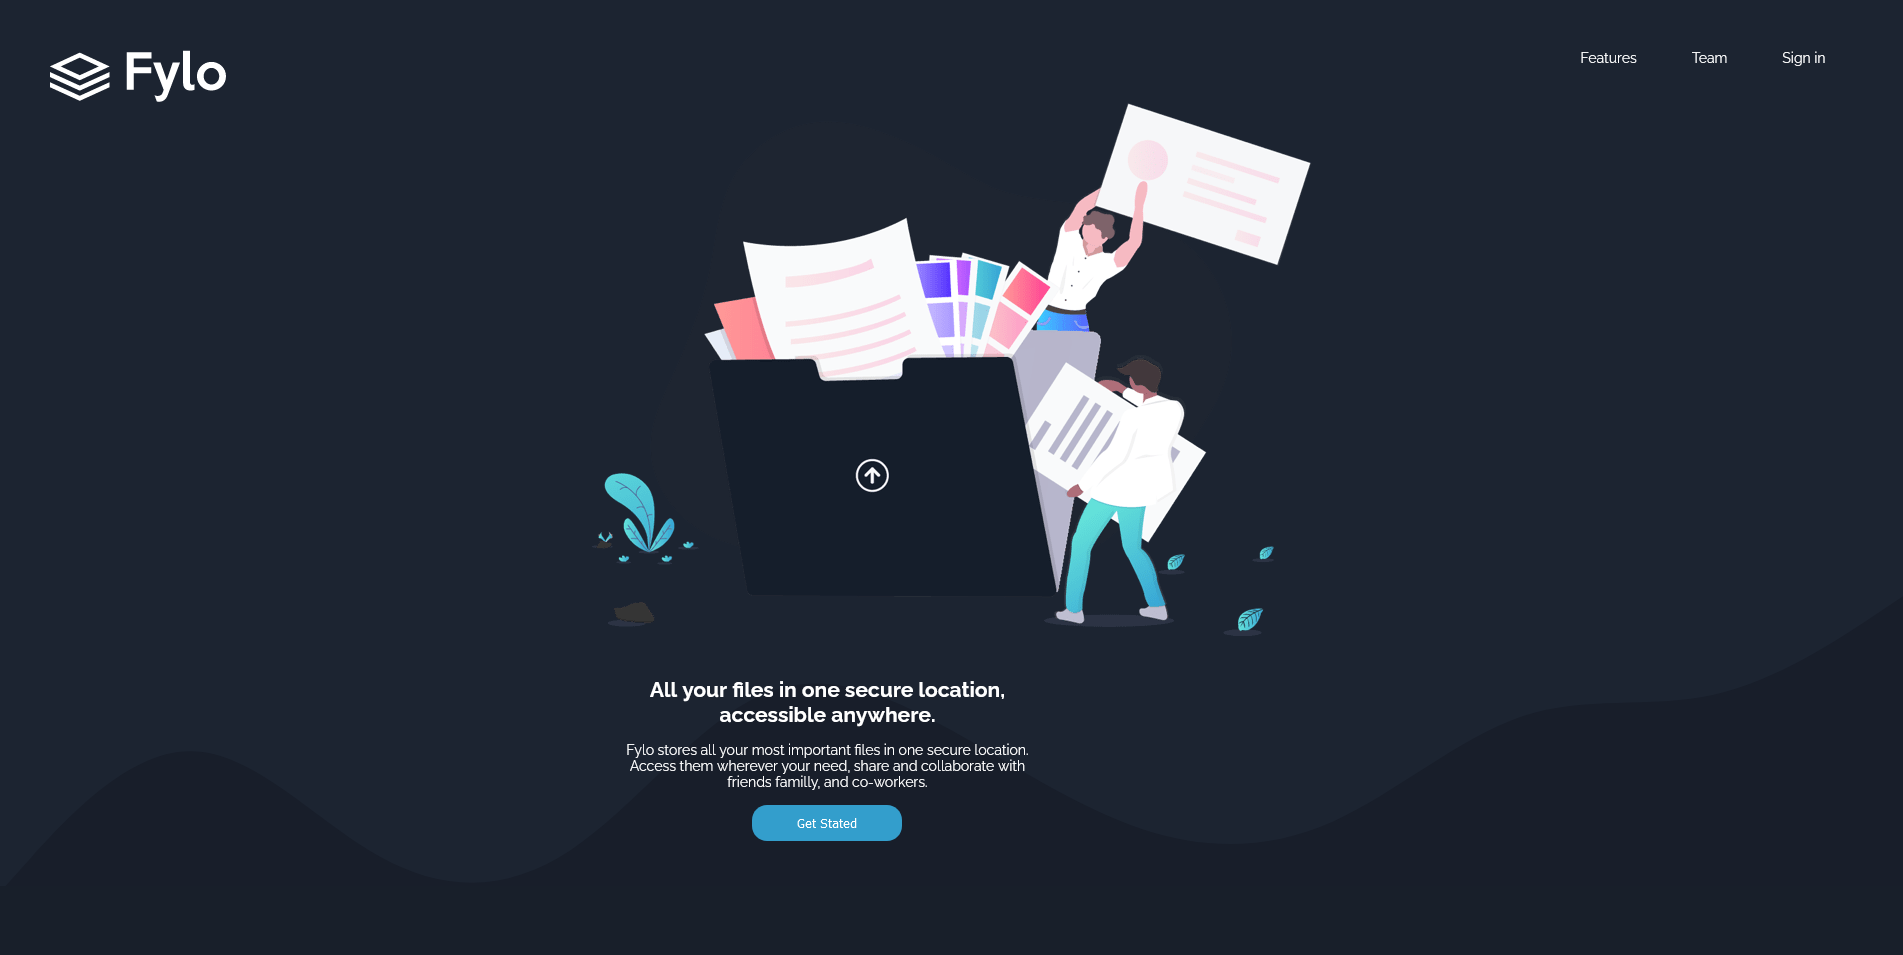 Fylo
Features
Team
Sign in
All your files in one secure location,
accessible anywhere.
Fylo stores all your most important files in one secure location.
Access them wherever your need, share and collaborate with
friends familly, and co-workers.
Get Stated